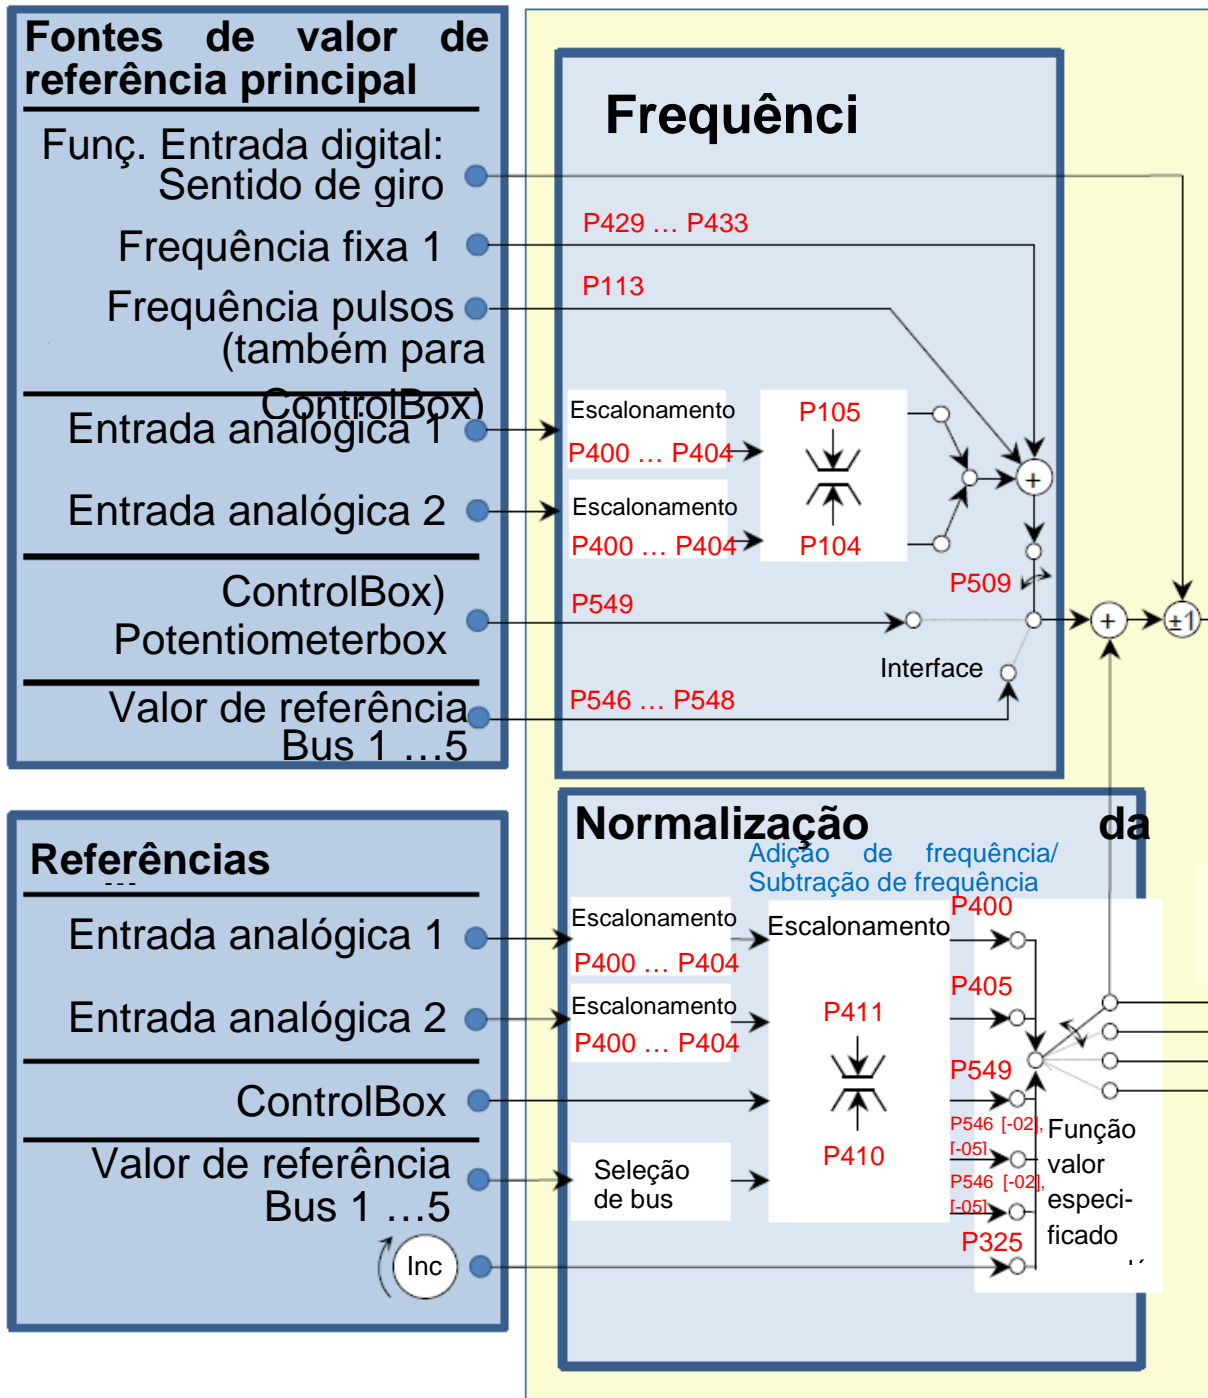 Fontes de valor de
referência principal
Funç. Entrada digital:
Sentido de giro
Frequência fixa 1
Frequência pulsos
(também para
ControlBox)
Entrada analógica 1
Entrada analógica 2
ControlBox)
Potentiometerbox
Valor de referência
Bus 1 …5
Frequênci
P429 … P433
P113
Escalonamento
P400 … P404
Escalonamento
P400 … P404
P105
P104
+
P509
P549
Interface
P546 … P548
+
±1
Referências
Entrada analógica 1
Entrada analógica 2
ControlBox
Valor de referência
Bus 1 …5
Inc
Normalização da
Adição de frequência/
Subtração de frequência
Escalonamento
P400 … P404
Escalonamento
P400 … P404
Seleção
de bus
Escalonamento
P411
P410
P400
P405
P549
P546 [-02],
[-05]
P546 [-02],
[-05]
P325
Função
valor
especi-
ficado